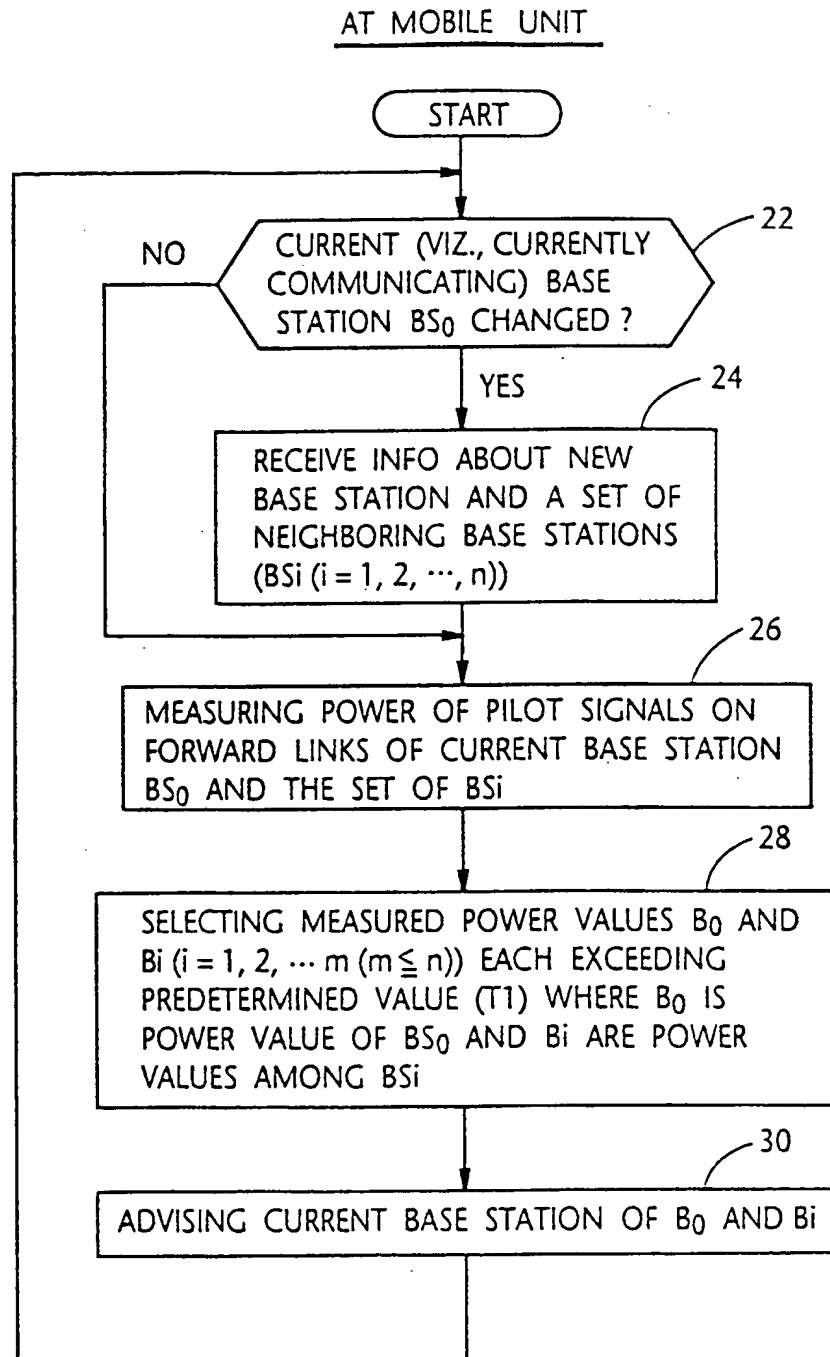 AT MOBILE UNIT
START
22
NO
CURRENT (VIZ., CURRENTLY
COMMUNICATING) BASE
STATION BS0 CHANGED ?
YES
24
RECEIVE INFO ABOUT NEW
BASE STATION AND A SET OF
NEIGHBORING BASE STATIONS
(BSi (i = 1, 2, ···, n))
26
MEASURING POWER OF PILOT SIGNALS ON
FORWARD LINKS OF CURRENT BASE STATION
BS0 AND THE SET OF BSi
28
SELECTING MEASURED POWER VALUES B0 AND
Bi (i = 1, 2, ··· m (m ≦ n)) EACH EXCEEDING
PREDETERMINED VALUE (T1) WHERE B0 IS
POWER VALUE OF BS0 AND Bi ARE POWER
VALUES AMONG BSi
30
ADVISING CURRENT BASE STATION OF B0 AND Bi